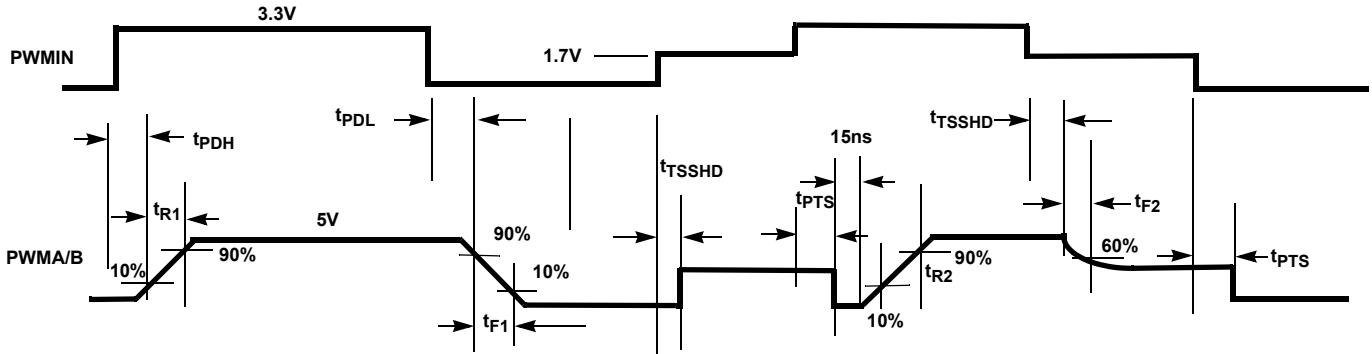 3.3V
PWMIN
1.7V
tPDL
tTSSHD
tPDH
15ns
tTSSHD
tPTS
tR1
5V
tF2
90%
60%
PWMA/B
10%
90%
10%
tR2
90%
tPTS
tF1
10%